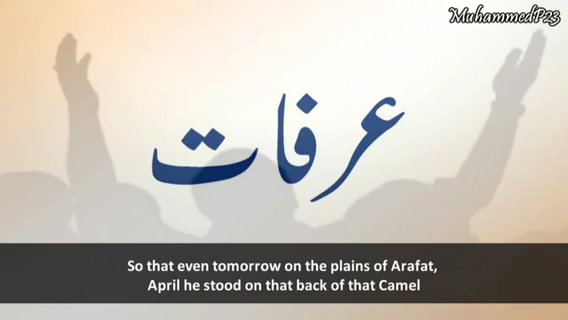 MuhammedP23
عرفات
So that even tomorrow on the plains of Arafat,
April he stood on that back of that Camel